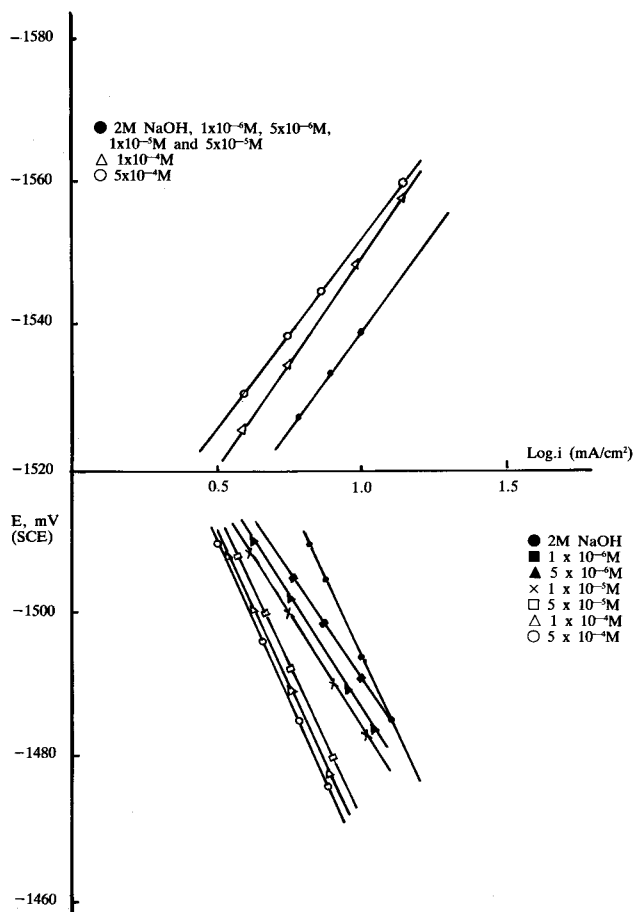 −1580
● 2M NaOH, 1x10⁻⁶M, 5x10⁻⁶M,
1x10⁻⁵M and 5x10⁻⁵M
△ 1x10⁻⁴M
○ 5x10⁻⁴M
−1560
−1540
Log.i (mA/cm²)
−1520
0.5
1.0
1.5
E, mV
(SCE)
● 2M NaOH
■ 1 x 10⁻⁶M
▲ 5 x 10⁻⁶M
× 1 x 10⁻⁵M
□ 5 x 10⁻⁵M
△ 1 x 10⁻⁴M
○ 5 x 10⁻⁴M
−1500
−1480
−1460